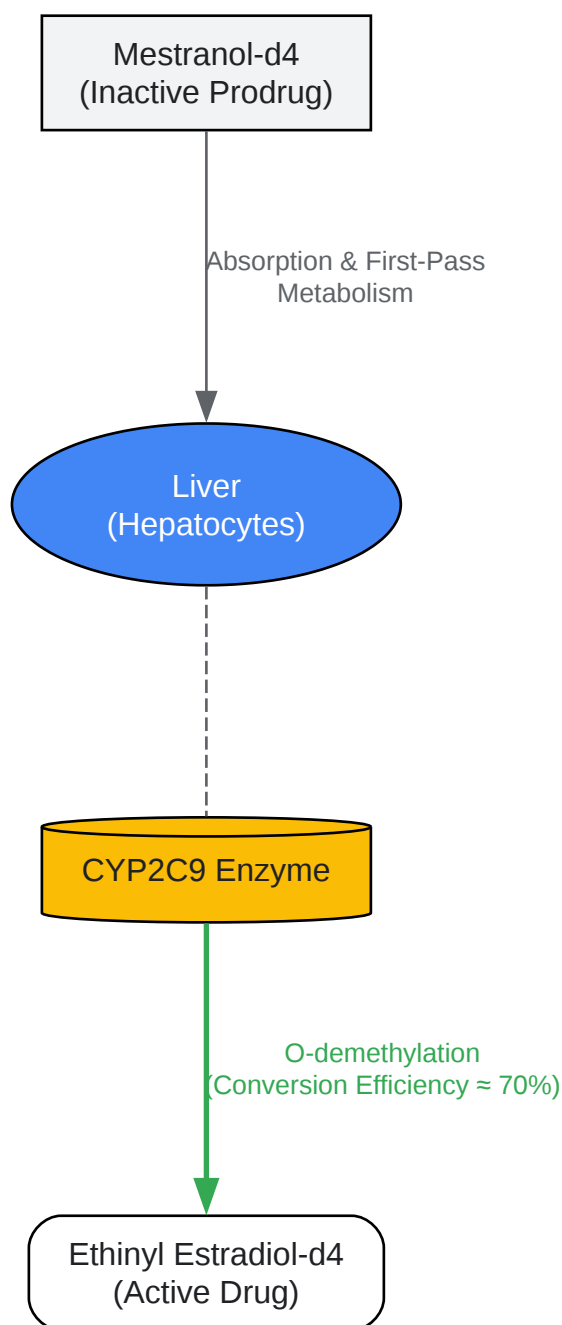 Mestranol-d4
(Inactive Prodrug)
Absorption & First-Pass
Metabolism
Liver
(Hepatocytes)
CYP2C9 Enzyme
O-demethylation
(Conversion Efficiency ≈ 70%)
Ethinyl Estradiol-d4
(Active Drug)